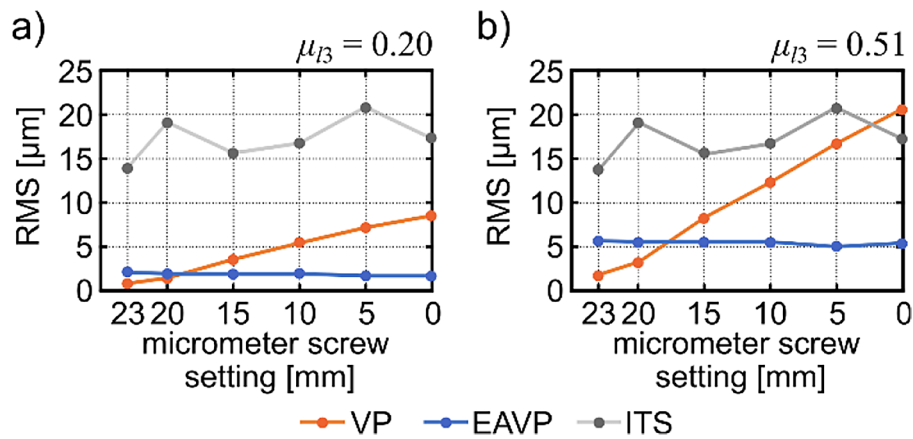 a)
μl3 = 0.20
25
20
15
10
5
0
RMS [μm]
23 20 15 10 5 0
micrometer screw
setting [mm]
b)
μl3 = 0.51
25
20
15
10
5
0
RMS [μm]
23 20 15 10 5 0
micrometer screw
setting [mm]
VP EAVP ITS